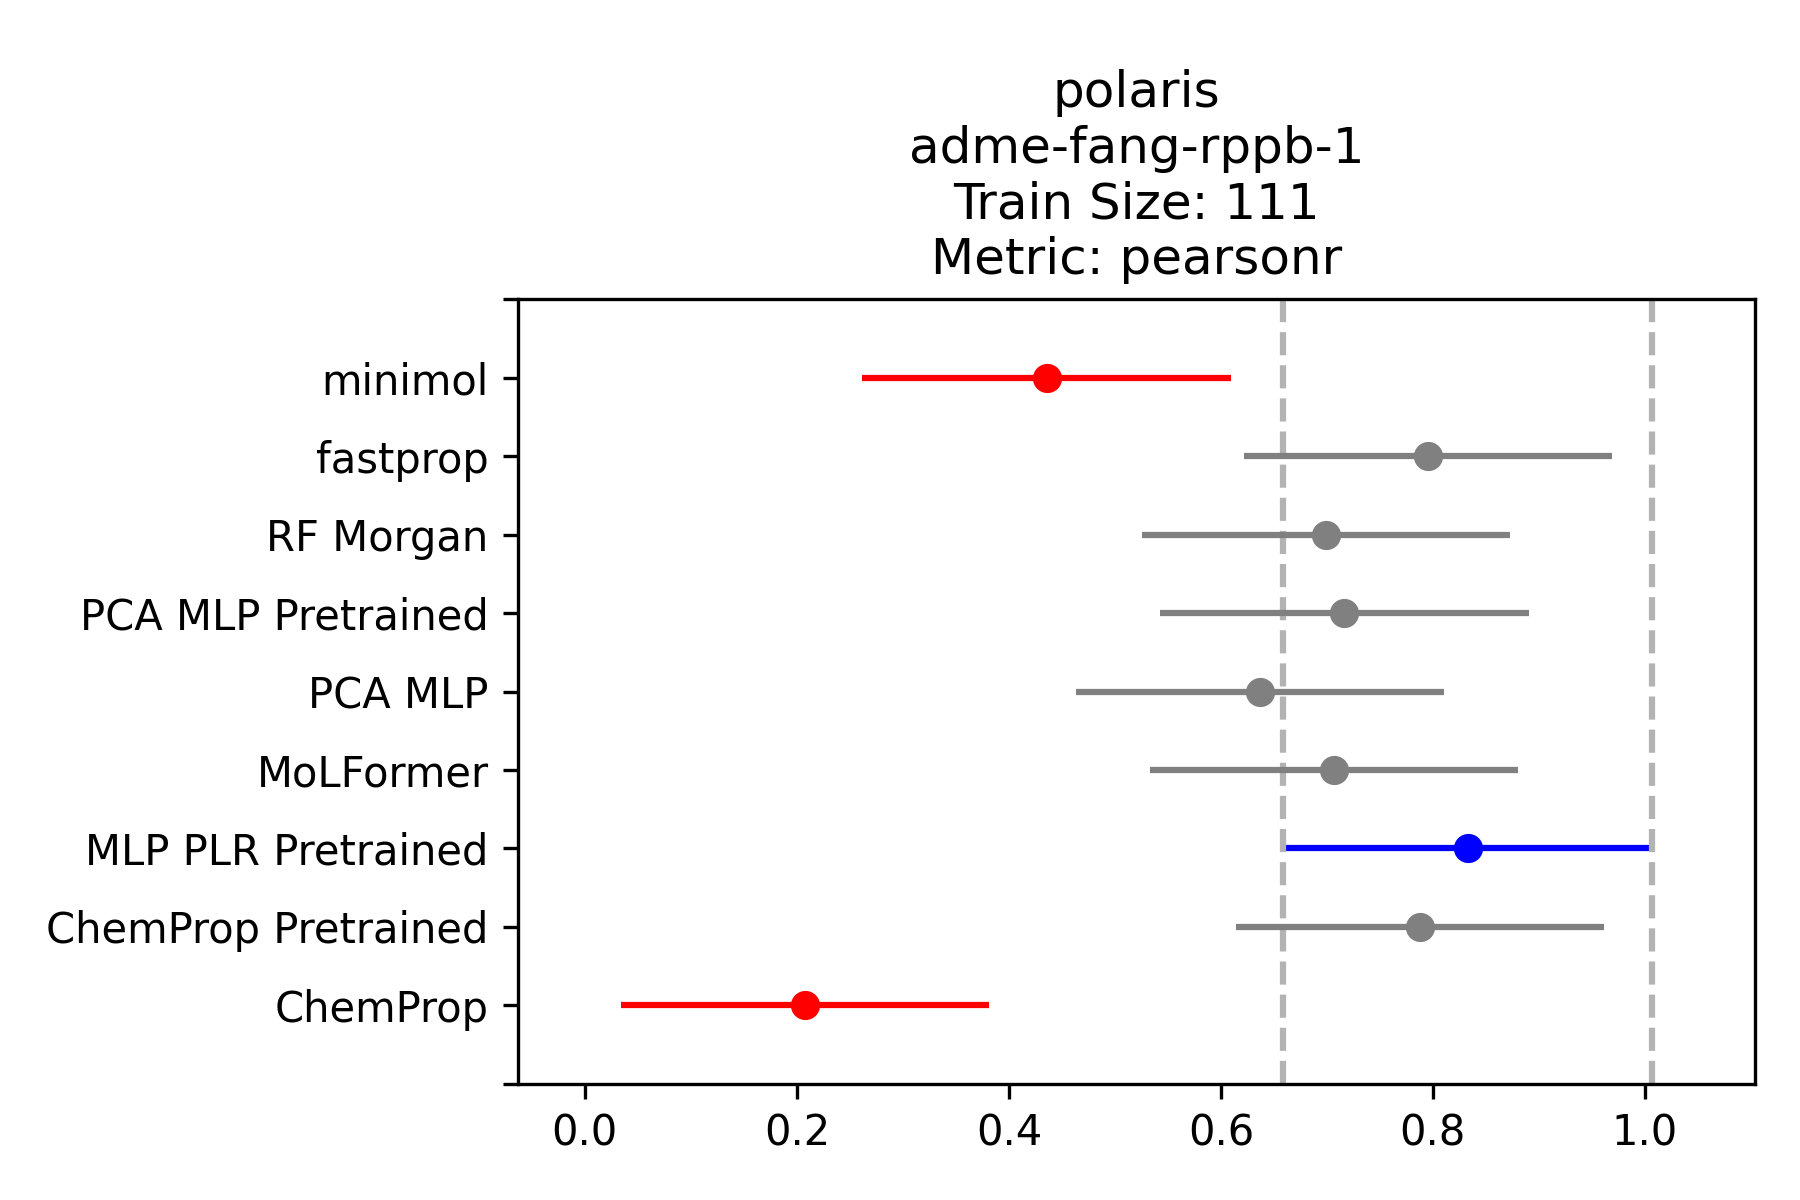 polaris
adme-fang-rppb-1
Train Size: 111
Metric: pearsonr
minimol
fastprop
RF Morgan
PCA MLP Pretrained
PCA MLP
MoLFormer
MLP PLR Pretrained
ChemProp Pretrained
ChemProp
0.0 0.2 0.4 0.6 0.8 1.0